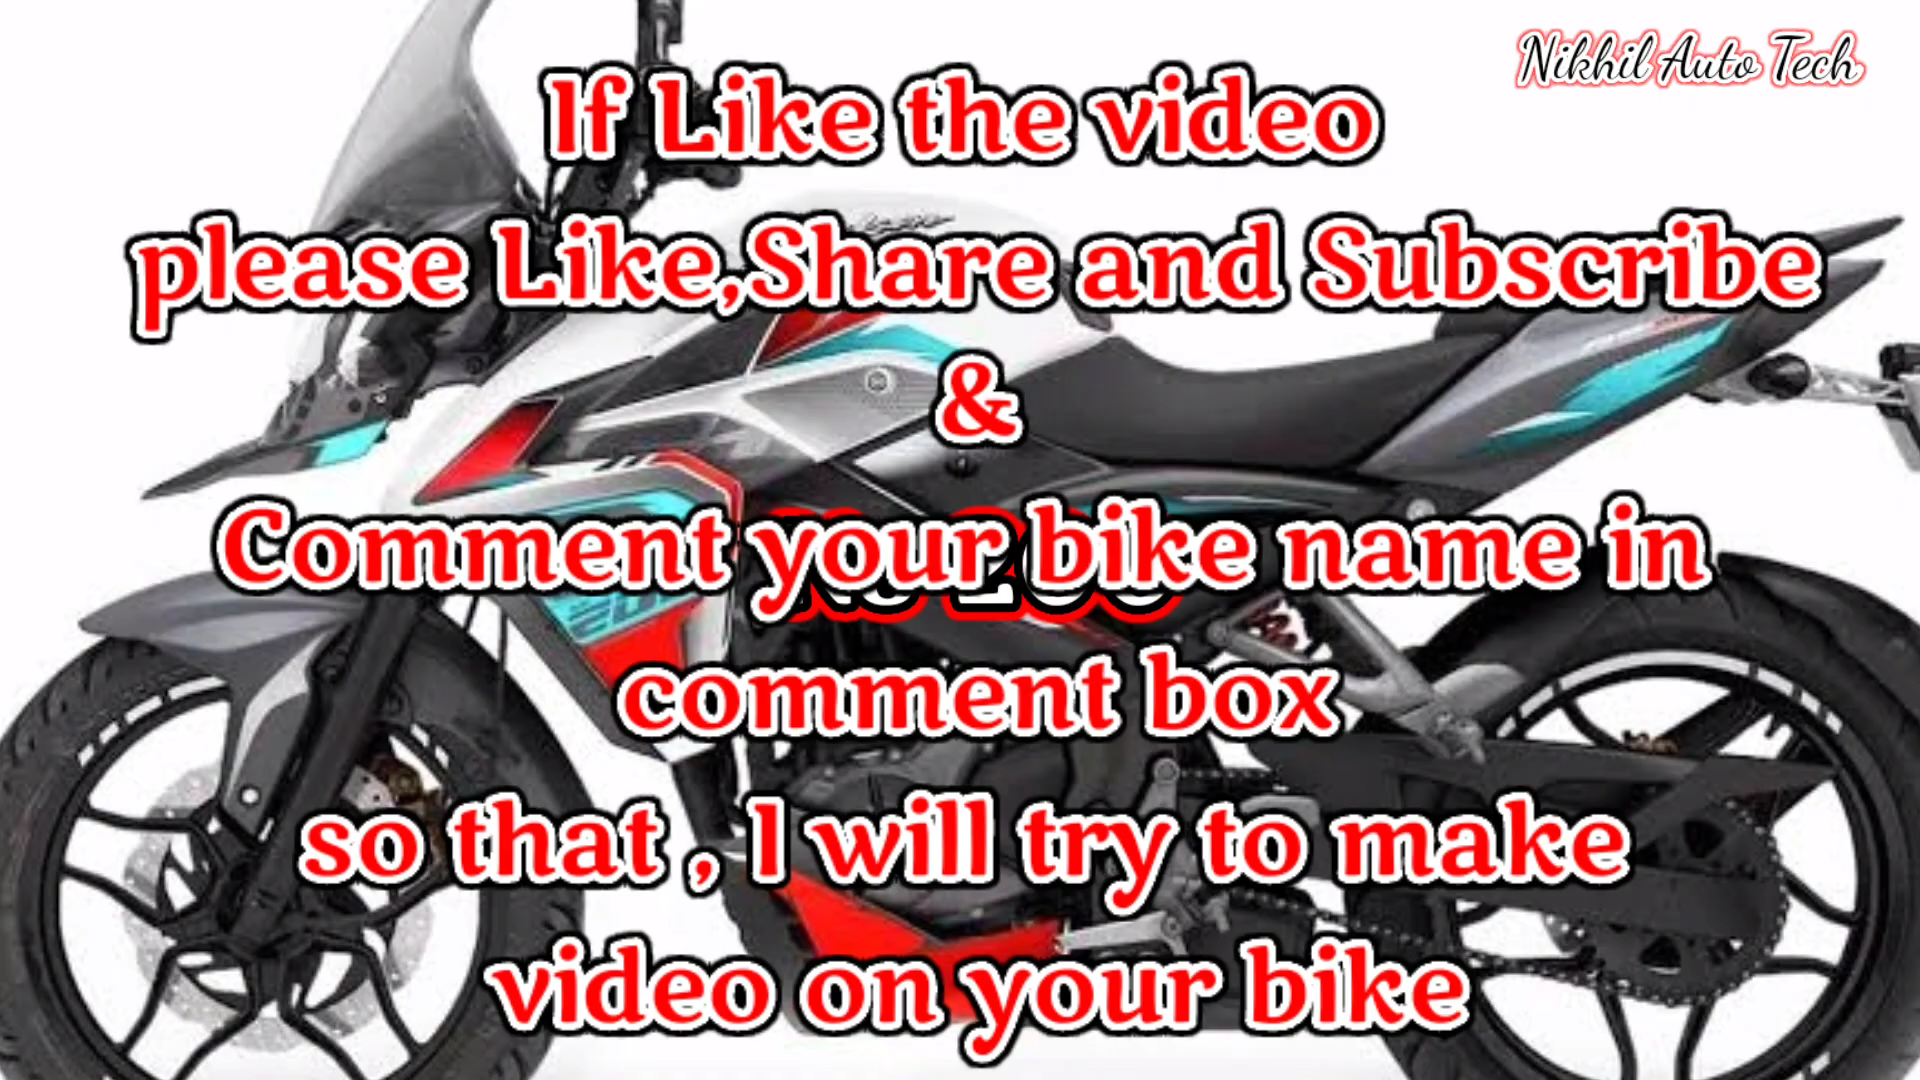 Nikhil Auto Tech
If Like the video
please Like,Share and Subscribe
&
Comment your bike name in
comment box
so that , I will try to make
video on your bike